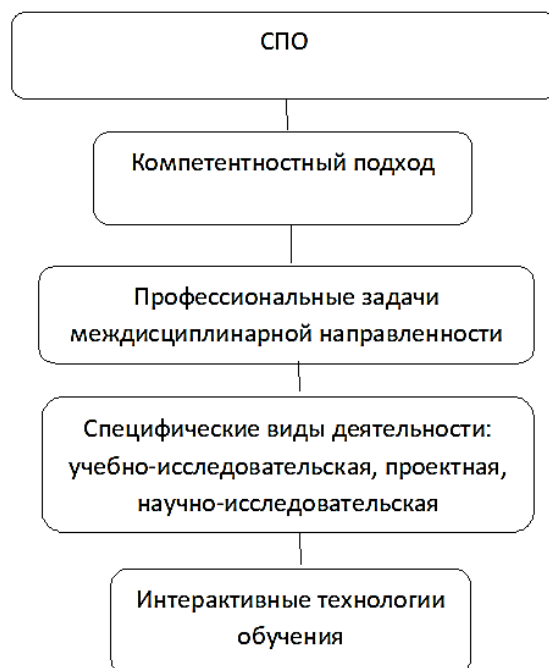 СПО
Компетентностный подход
Профессиональные задачи
междисциплинарной направленности
Специфические виды деятельности:
учебно-исследовательская, проектная,
научно-исследовательская
Интерактивные технологии
обучения